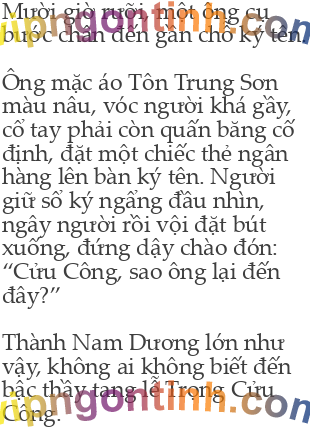 Mười giờ rưỡi, một ông cụ
bước chân đến gần chỗ ký tên.
Ông mặc áo Tôn Trung Sơn
màu nâu, vóc người khá gầy,
cổ tay phải còn quấn băng cố
định, đặt một chiếc thẻ ngân
hàng lên bàn ký tên. Người
giữ sổ ký ngẩng đầu nhìn,
ngây người rồi vội đặt bút
xuống, đứng dậy chào đón:
“Cửu Công, sao ông lại đến
đây?”
Thành Nam Dương lớn như
vậy, không ai không biết đến
bậc thầy tang lễ Trọng Cửu
Công.
vipngontinh.com
vipngontinh.com